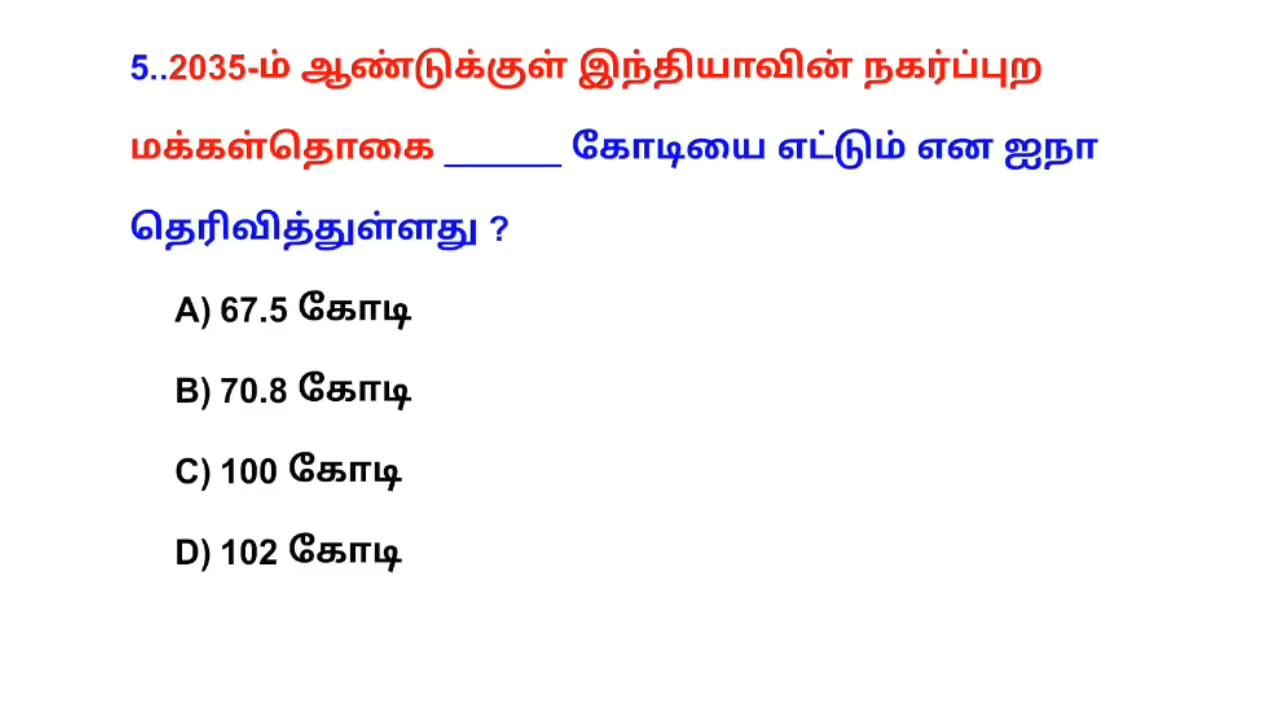 5..2035-ம் ஆண்டுக்குள் இந்தியாவின் நகர்ப்புற
மக்கள்தொகை ______ கோடியை எட்டும் என ஐநா
தெரிவித்துள்ளது ?
A) 67.5 கோடி
B) 70.8 கோடி
C) 100 கோடி
D) 102 கோடி